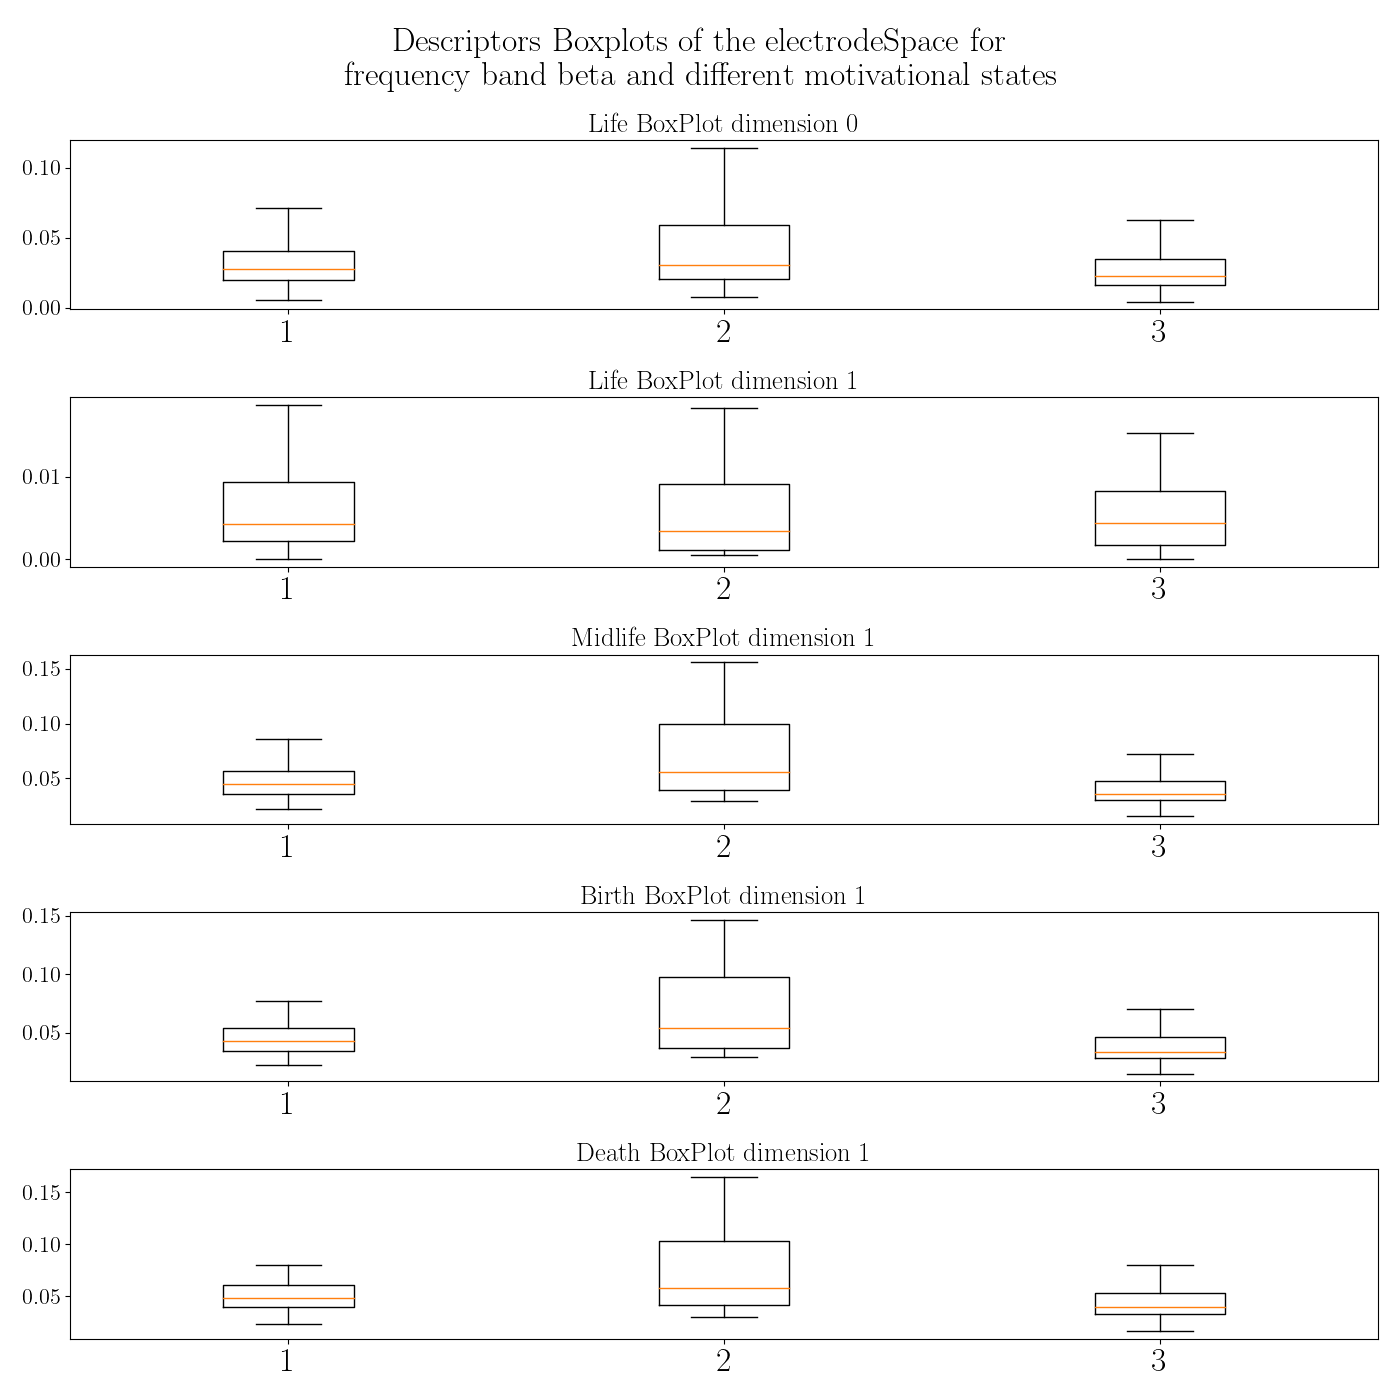 Descriptors Boxplots of the electrodeSpace for
frequency band beta and different motivational states
Life BoxPlot dimension 0
0.10
0.05
0.00
1 2 3
Life BoxPlot dimension 1
0.01
0.00
1 2 3
Midlife BoxPlot dimension 1
0.15
0.10
0.05
1 2 3
Birth BoxPlot dimension 1
0.15
0.10
0.05
1 2 3
Death BoxPlot dimension 1
0.15
0.10
0.05
1 2 3